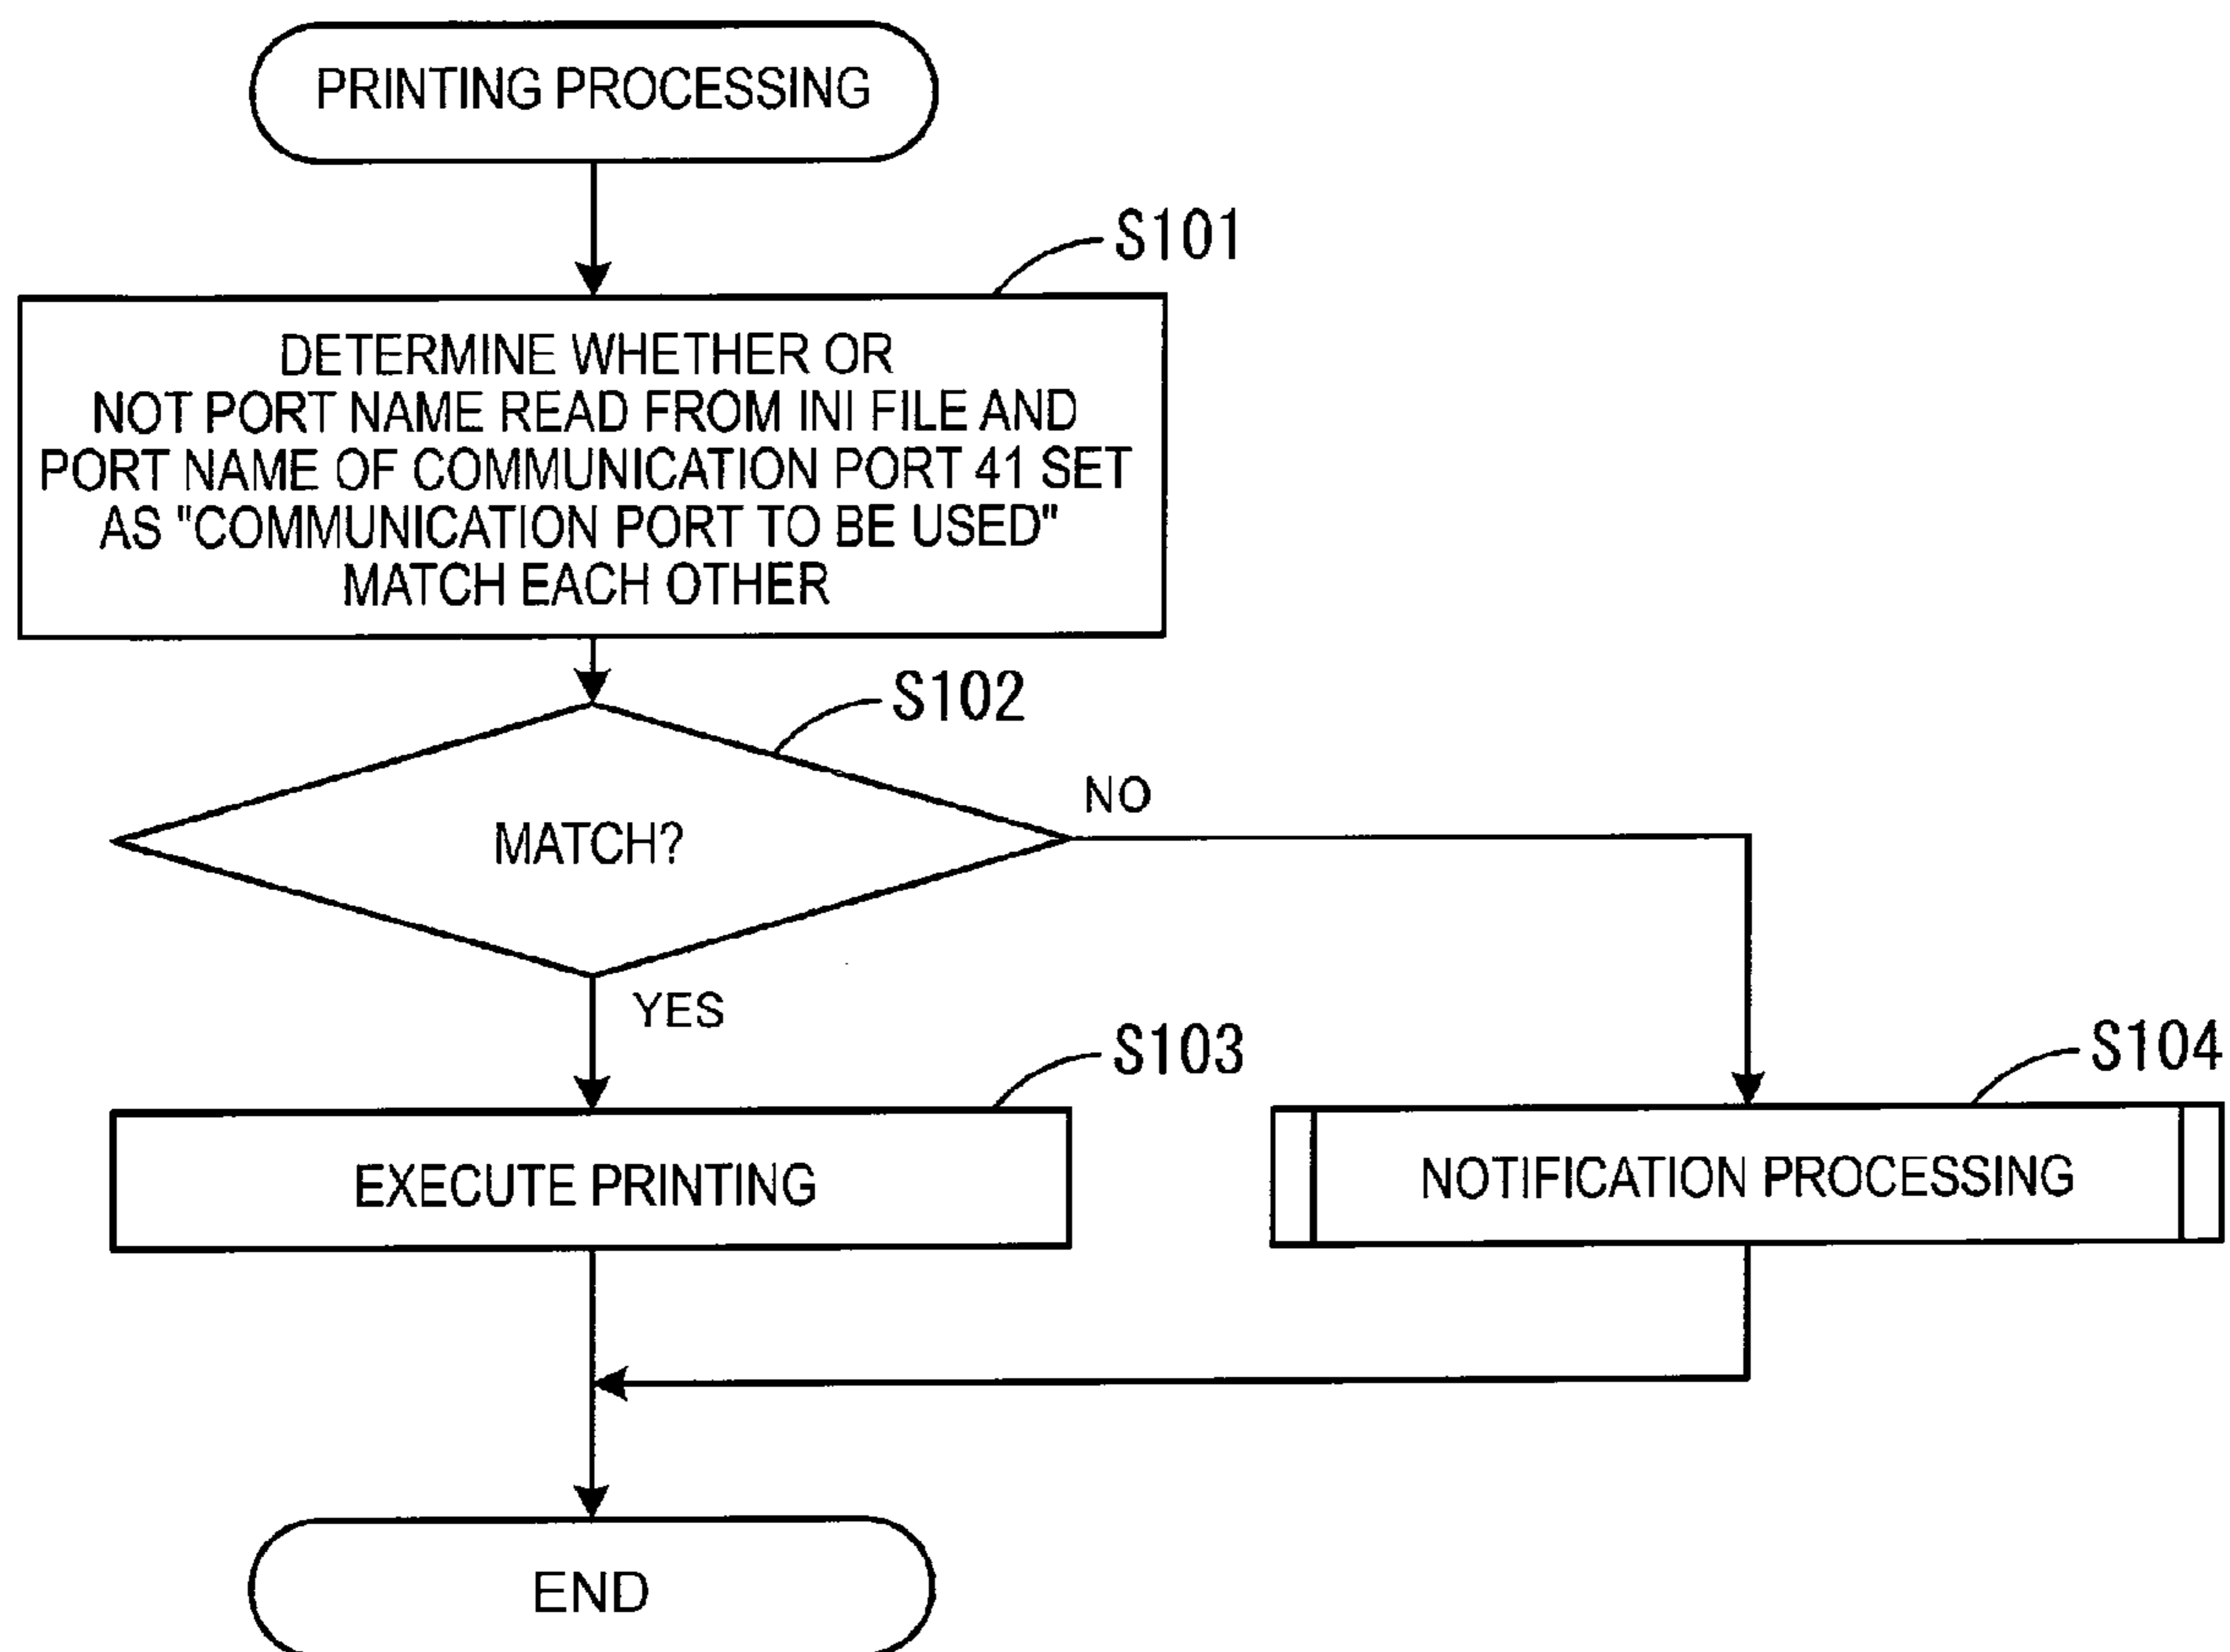 PRINTING PROCESSING
S101
DETERMINE WHETHER OR
NOT PORT NAME READ FROM INI FILE AND
PORT NAME OF COMMUNICATION PORT 41 SET
AS "COMMUNICATION PORT TO BE USED"
MATCH EACH OTHER
S102
MATCH?
NO
YES
S103
EXECUTE PRINTING
S104
NOTIFICATION PROCESSING
END